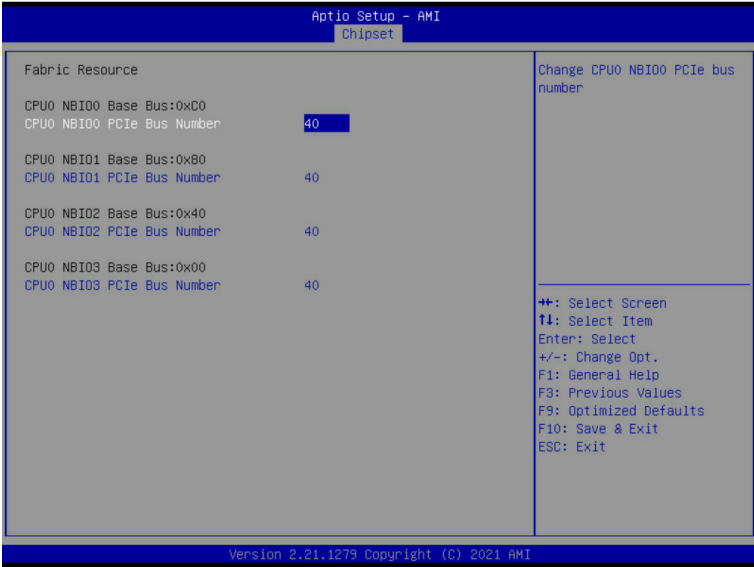 Aptio Setup - AMI
Chipset
Fabric Resource
CPU0 NBIO0 Base Bus:0xC0
CPU0 NBIO0 PCIe Bus Number 40
CPU0 NBIO1 Base Bus:0x80
CPU0 NBIO1 PCIe Bus Number 40
CPU0 NBIO2 Base Bus:0x40
CPU0 NBIO2 PCIe Bus Number 40
CPU0 NBIO3 Base Bus:0x00
CPU0 NBIO3 PCIe Bus Number 40
Change CPU0 NBIO0 PCIe bus
number
→←: Select Screen
↑↓: Select Item
Enter: Select
+/-: Change Opt.
F1: General Help
F3: Previous Values
F9: Optimized Defaults
F10: Save & Exit
ESC: Exit
Version 2.21.1279 Copyright (C) 2021 AMI